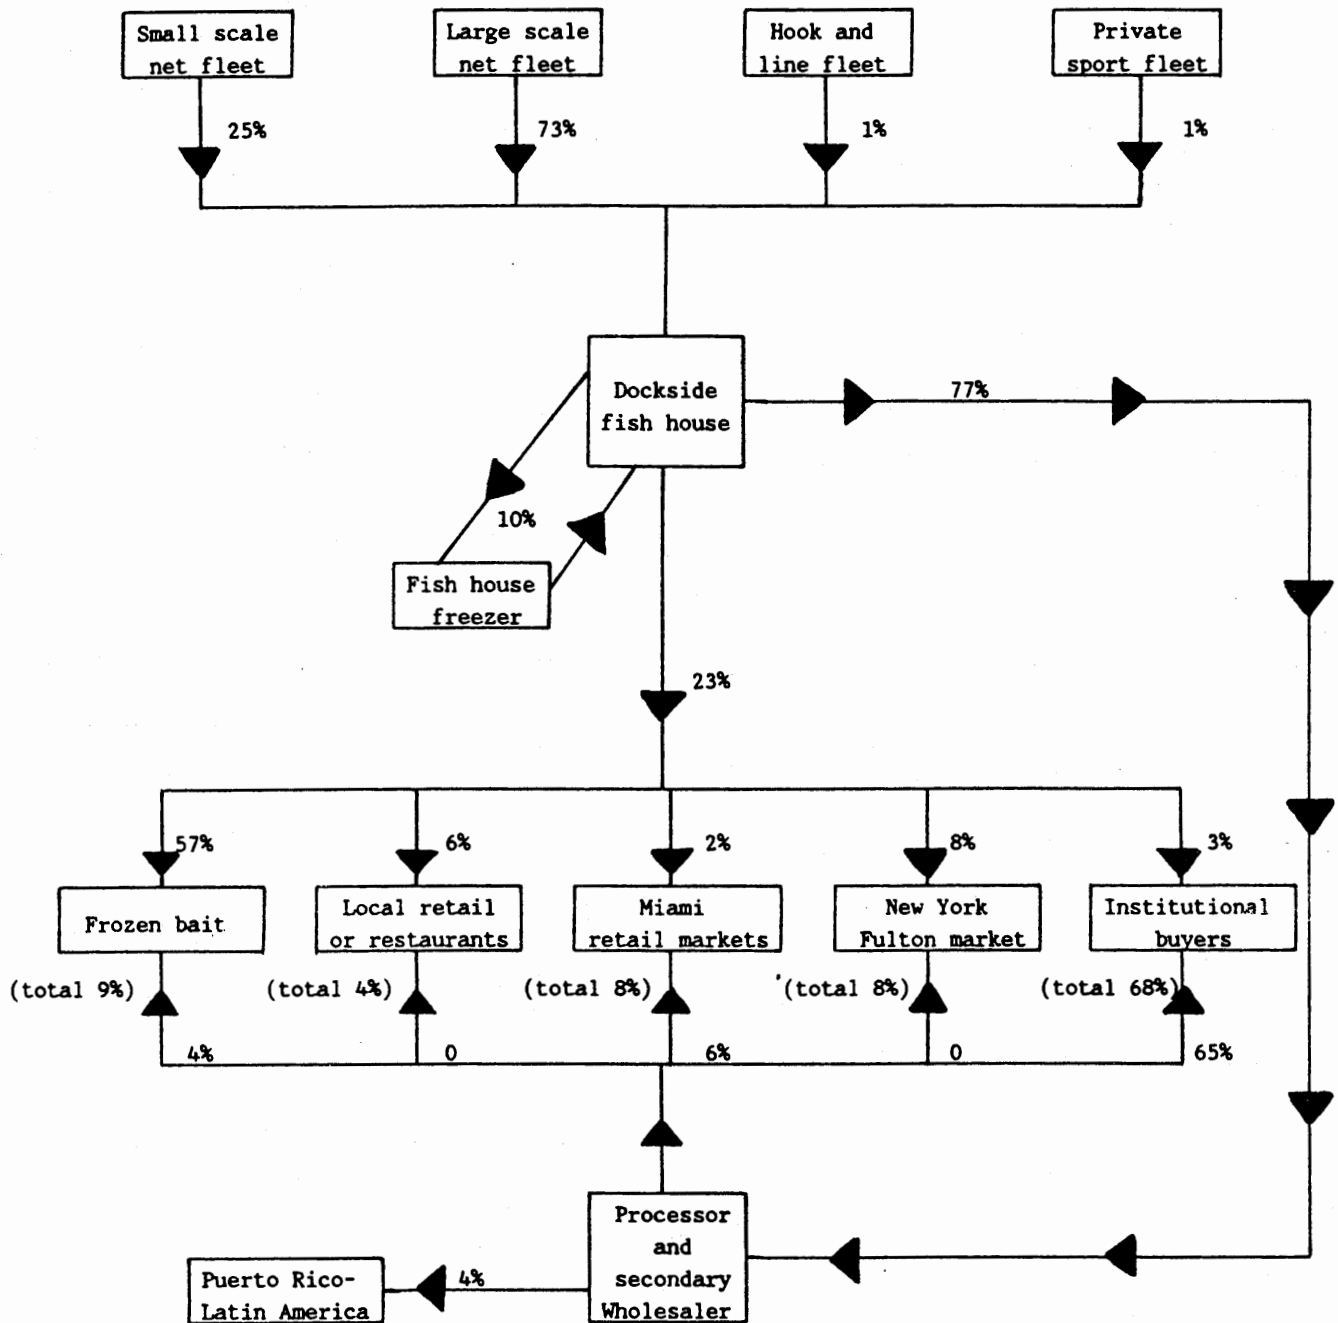 Small scale
net fleet
Large scale
net fleet
Hook and
line fleet
Private
sport fleet
25%
73%
1%
1%
Dockside
fish house
77%
10%
Fish house
freezer
23%
57%
6%
2%
8%
3%
Frozen bait
Local retail
or restaurants
Miami
retail markets
New York
Fulton market
Institutional
buyers
(total 9%)
(total 4%)
(total 8%)
(total 8%)
(total 68%)
4%
0
6%
0
65%
Processor
and
secondary
Wholesaler
4%
Puerto Rico-
Latin America